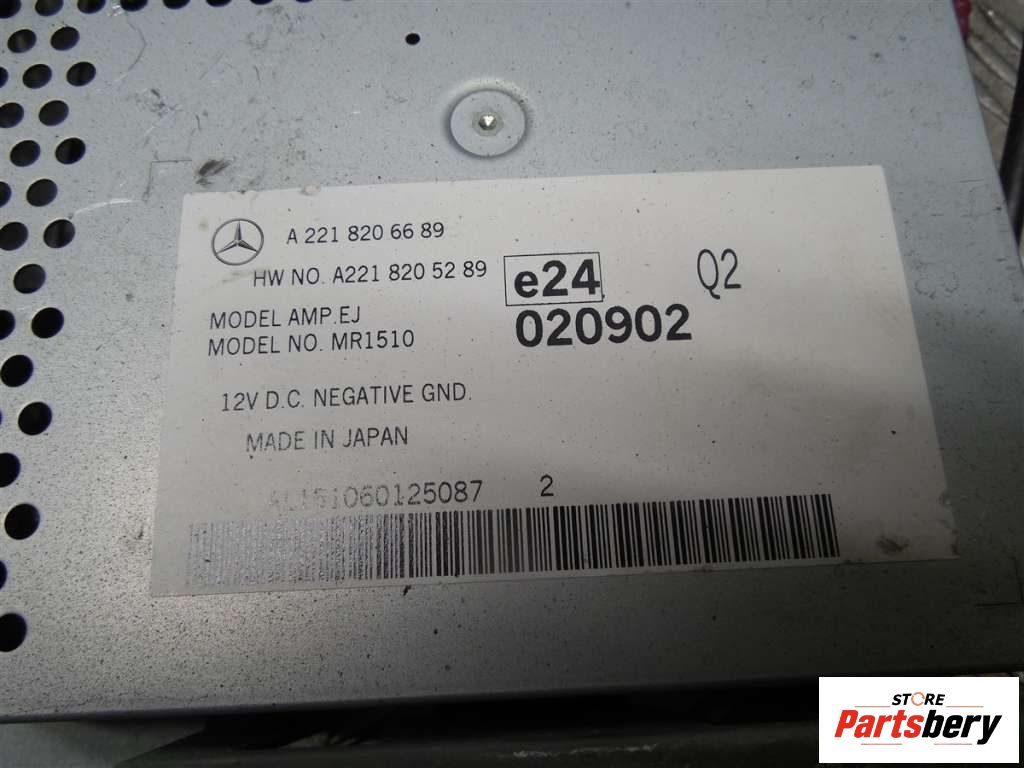 A 221 820 66 89
HW NO. A221 820 52 89
e24
Q2
MODEL AMP.EJ
020902
MODEL NO. MR1510
12V D.C. NEGATIVE GND.
MADE IN JAPAN
AL151060125087 2
STORE
Partsbery